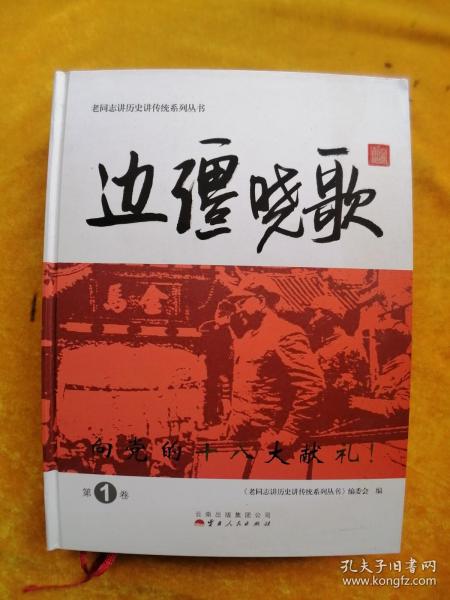 老同志讲历史讲传统系列丛书
边疆晓歌
向党的十八大献礼！
第1卷
《老同志讲历史讲传统系列丛书》编委会 编
云南出版集团公司
云南人民出版社
孔夫子旧书网
www.kongfz.com